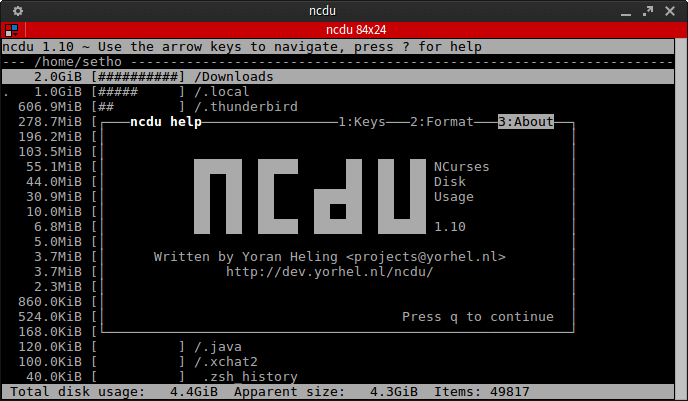 ncdu
ncdu 84x24
ncdu 1.10 ~ Use the arrow keys to navigate, press ? for help
--- /home/setho -----------------------------------------------------------------------
2.0GiB [##########] /Downloads
.   1.0GiB [#####     ] /.local
606.9MiB [##        ] /.thunderbird
278.7MiB [ ncdu help 1:Keys 2:Format 3:About
196.2MiB [
103.5MiB [
55.1MiB [ NCdU NCurses
44.0MiB [ Disk
30.9MiB [ Usage
10.0MiB [
6.8MiB [ 1.10
5.0MiB [
3.7MiB [ Written by Yoran Heling <projects@yorhel.nl>
3.7MiB [ http://dev.yorhel.nl/ncdu/
2.3MiB [
860.0KiB [
524.0KiB [ Press q to continue
168.0KiB [
120.0KiB [          ] /.java
100.0KiB [          ] /.xchat2
40.0KiB [          ]  .zsh_history
Total disk usage:   4.4GiB  Apparent size:   4.3GiB  Items: 49817